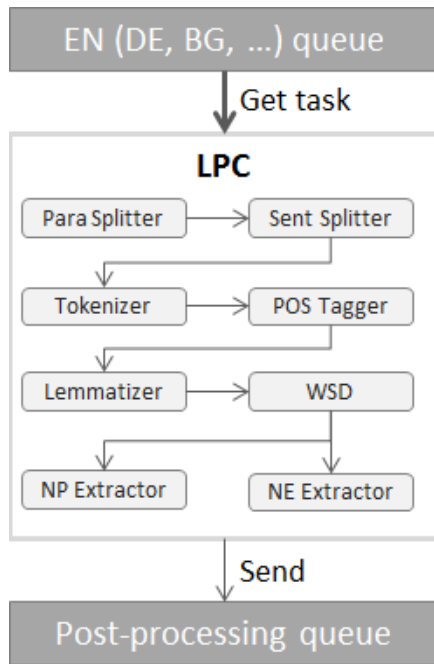 EN (DE, BG, ...) queue
Get task
LPC
Para Splitter
Sent Splitter
Tokenizer
POS Tagger
Lemmatizer
WSD
NP Extractor
NE Extractor
Send
Post-processing queue